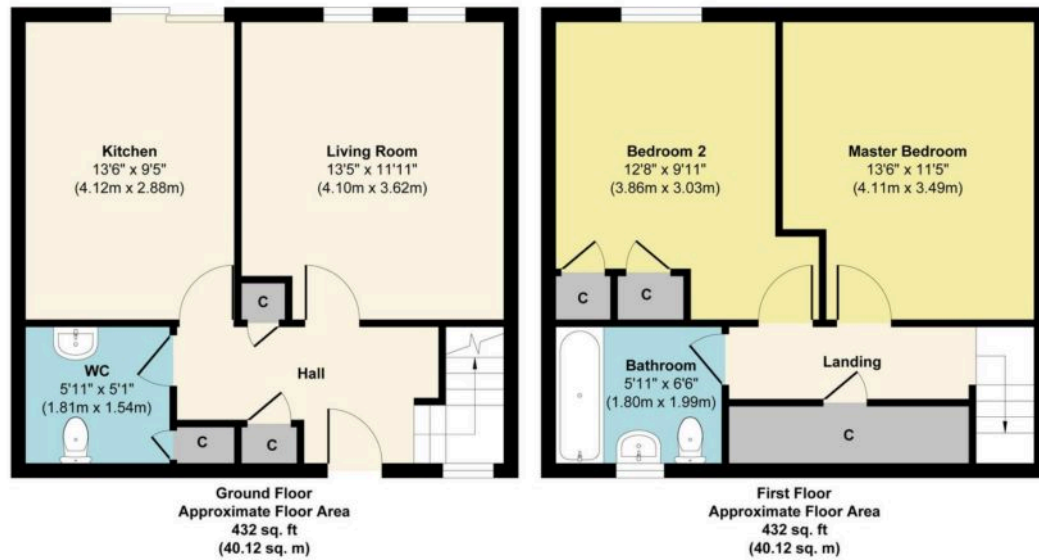 Kitchen
13'6" x 9'5"
(4.12m x 2.88m)
Living Room
13'5" x 11'11"
(4.10m x 3.62m)
C
WC
5'11" x 5'1"
(1.81m x 1.54m)
Hall
C
C
Ground Floor
Approximate Floor Area
432 sq. ft
(40.12 sq. m)
Bedroom 2
12'8" x 9'11"
(3.86m x 3.03m)
Master Bedroom
13'6" x 11'5"
(4.11m x 3.49m)
C
C
Bathroom
5'11" x 6'6"
(1.80m x 1.99m)
Landing
C
First Floor
Approximate Floor Area
432 sq. ft
(40.12 sq. m)